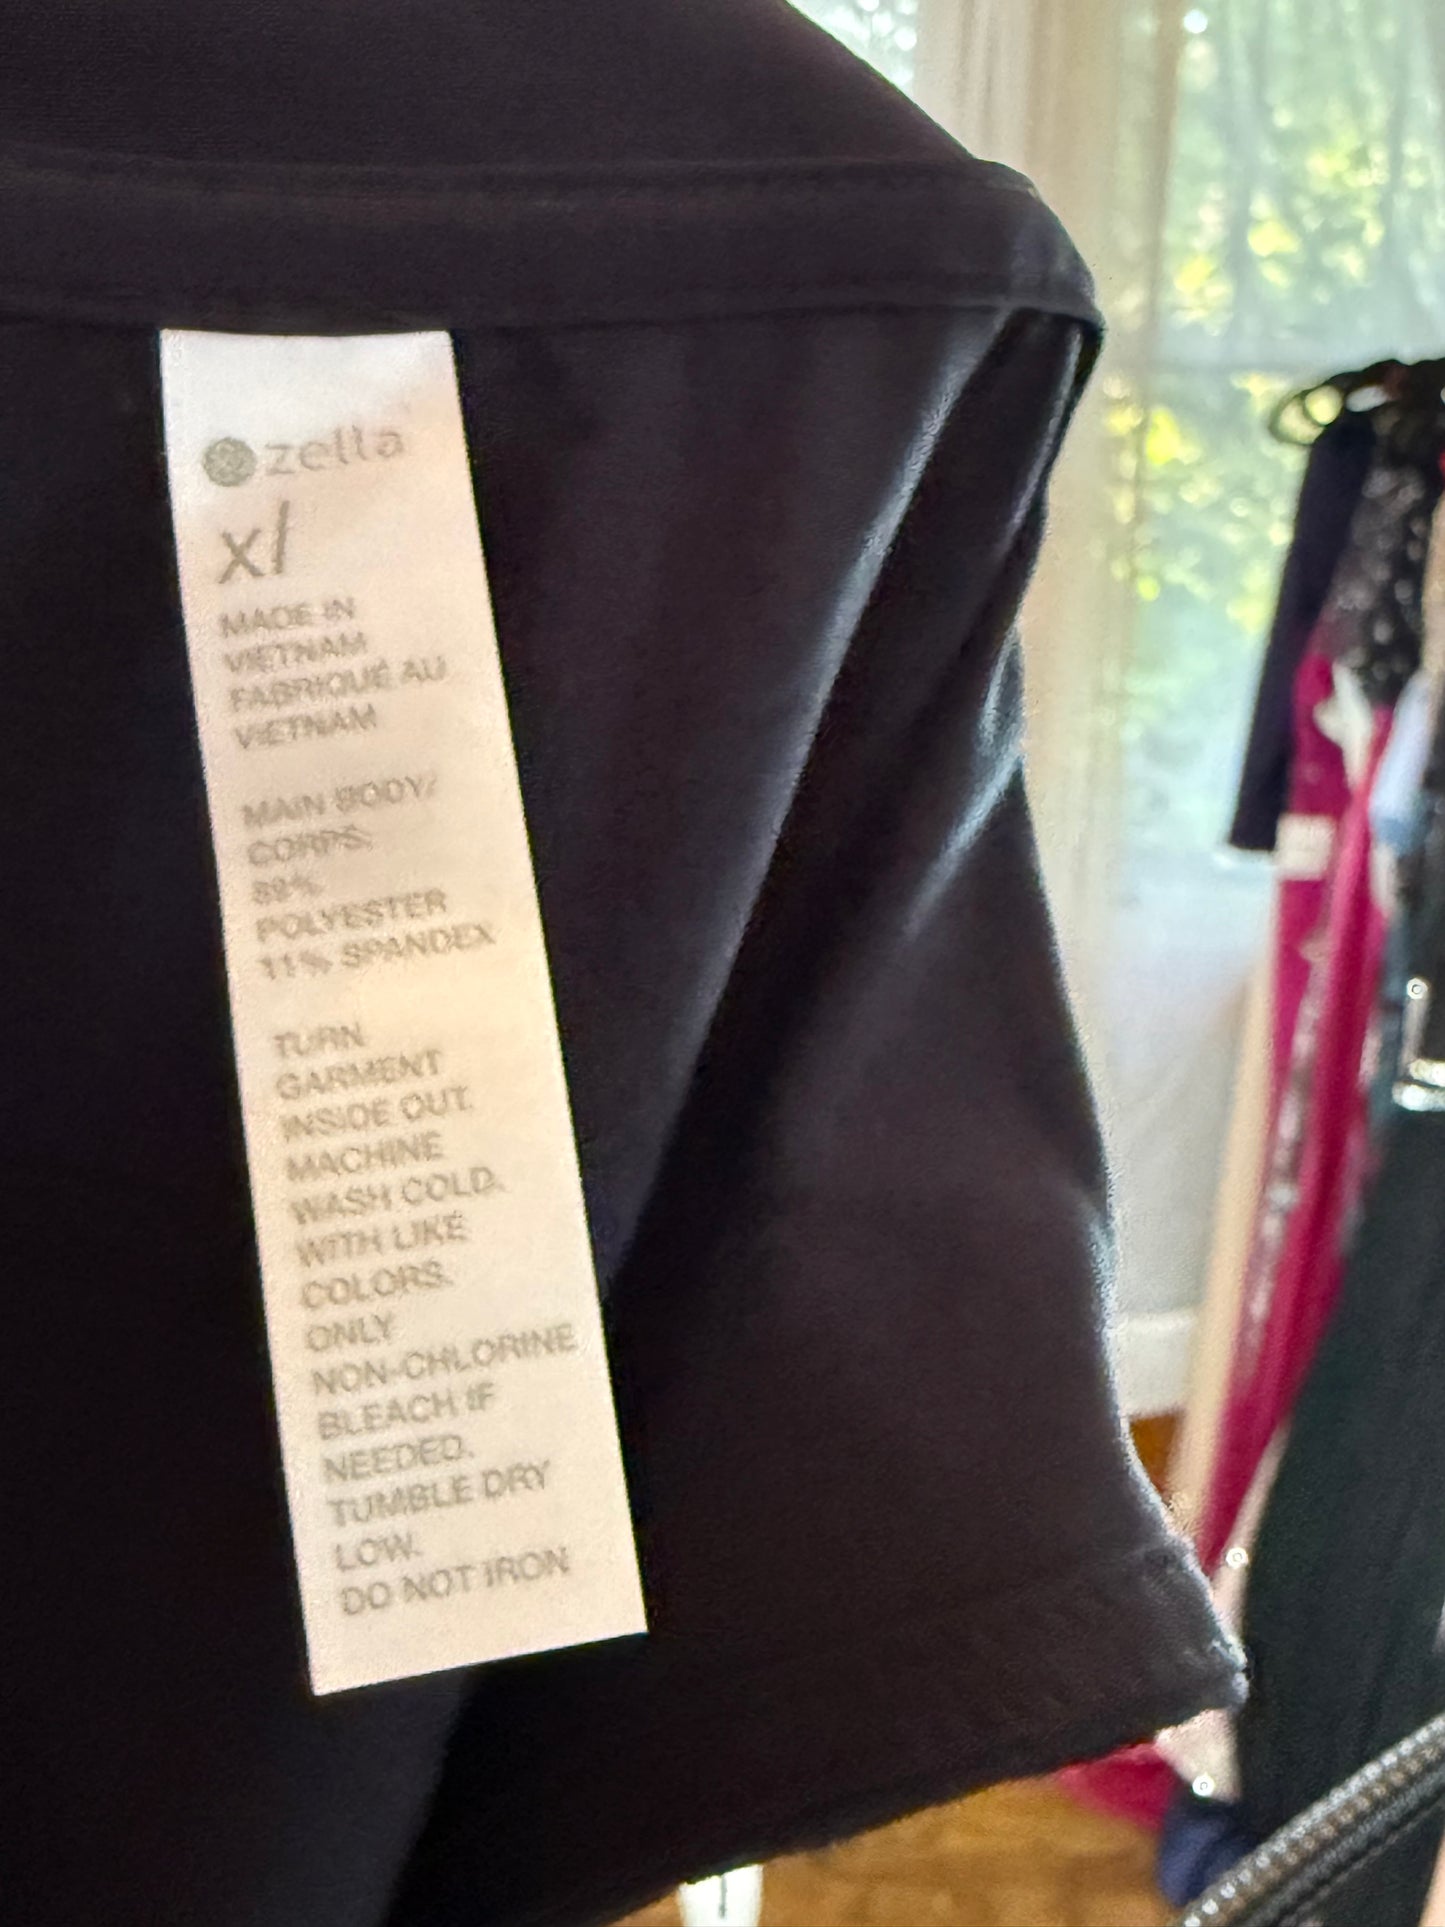 zella
xl
MADE IN
VIETNAM
FABRIQUÉ AU
VIETNAM
MAIN BODY/
CORPS:
89%
POLYESTER
11% SPANDEX
TURN
GARMENT
INSIDE OUT.
MACHINE
WASH COLD.
WITH LIKE
COLORS.
ONLY
NON-CHLORINE
BLEACH IF
NEEDED.
TUMBLE DRY
LOW.
DO NOT IRON